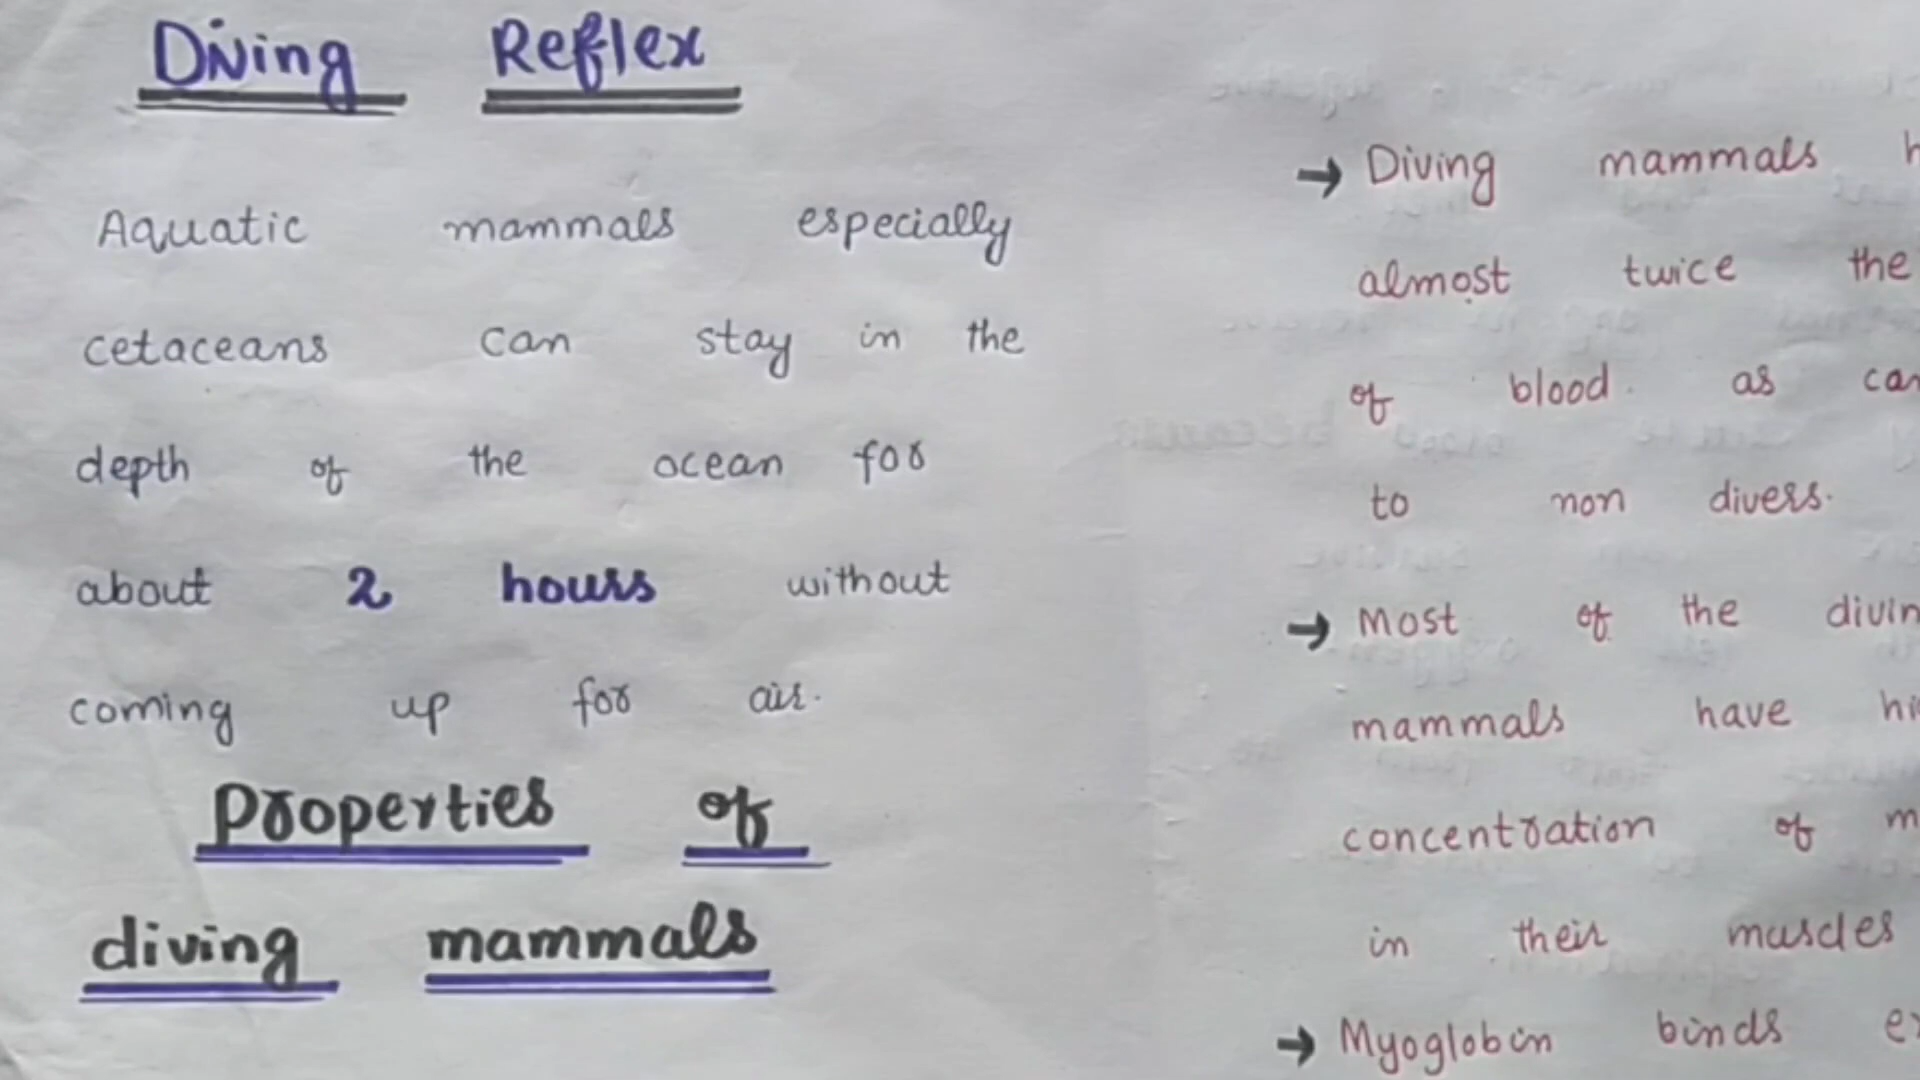 Diving Reflex
Aquatic mammals especially
cetaceans can stay in the
depth of the ocean for
about 2 hours without
coming up for air.
Properties of
diving mammals
→ Diving mammals
almost twice the
of blood as
to non divers.
→ Most of the
mammals have
concentration of
in their muscles
→ Myoglobin binds